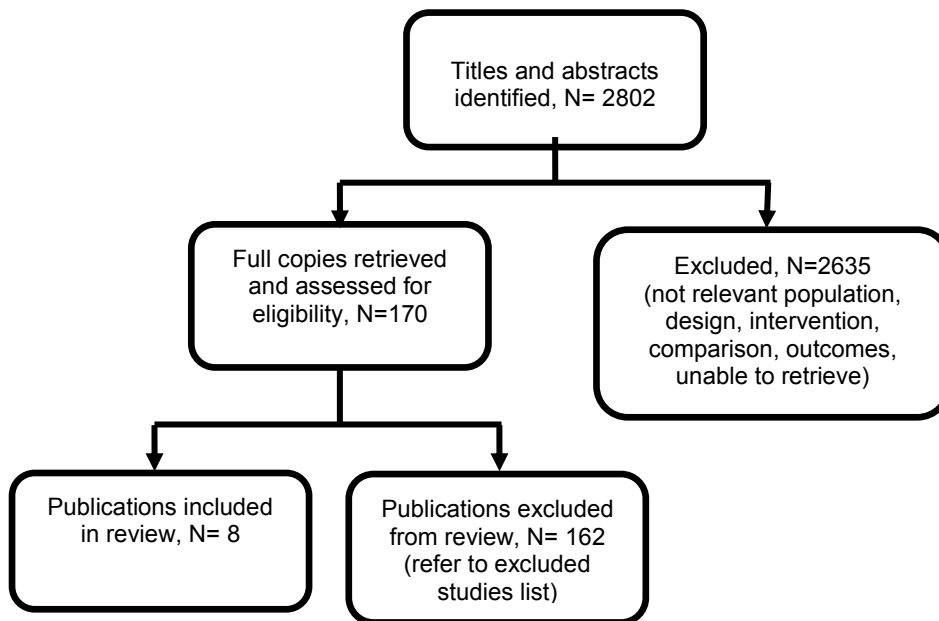 Titles and abstracts
identified, N= 2802
Full copies retrieved
and assessed for
eligibility, N=170
Excluded, N=2635
(not relevant population,
design, intervention,
comparison, outcomes,
unable to retrieve)
Publications included
in review, N= 8
Publications excluded
from review, N= 162
(refer to excluded
studies list)